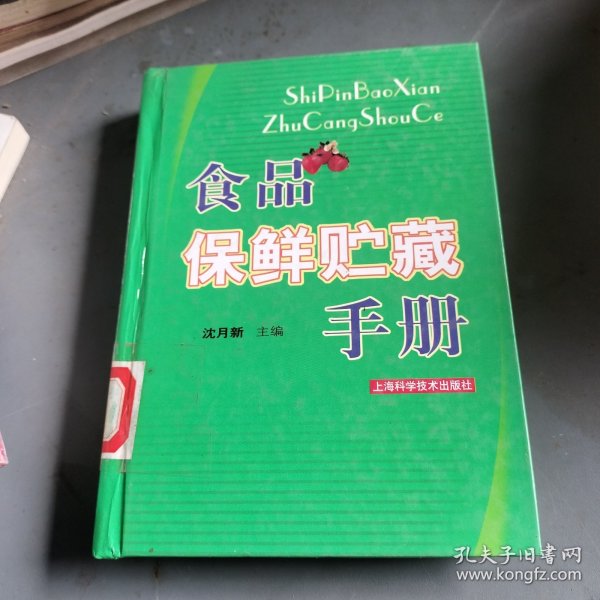 ShiPinBaoXian
ZhuCangShouCe
食品
保鲜贮藏
手册
沈月新 主编
上海科学技术出版社
孔夫子旧书网
www.kongfz.com